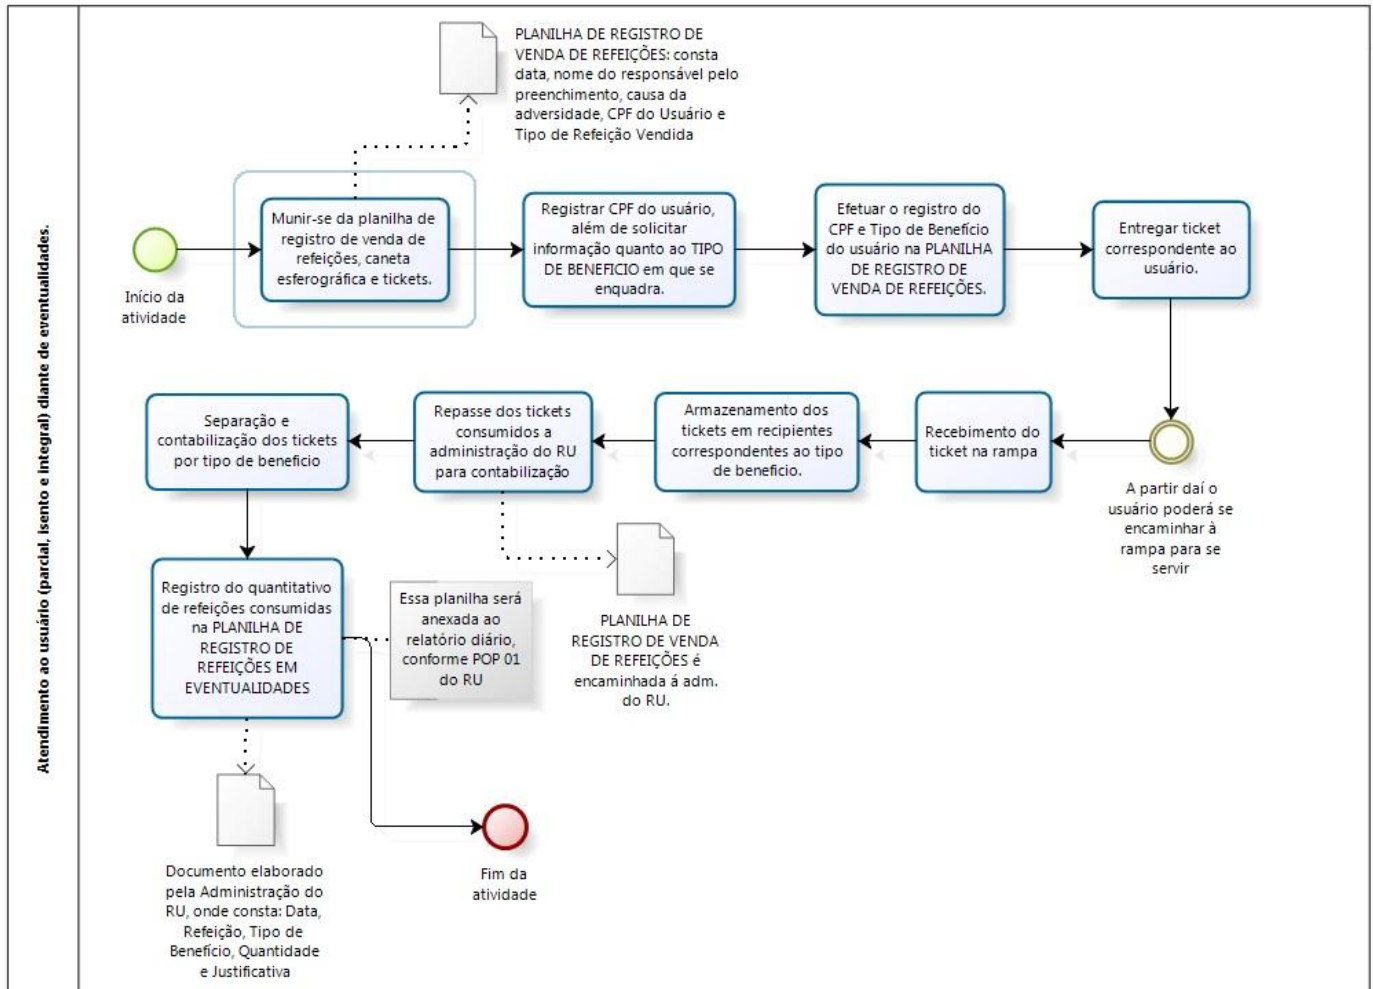 Atendimento ao usuário (parcial, isento e integral) diante de eventualidades.
PLANILHA DE REGISTRO DE
VENDA DE REFEIÇÕES: consta
data, nome do responsável pelo
preenchimento, causa da
adversidade, CPF do Usuário e
Tipo de Refeição Vendida
Início da
atividade
Munir-se da planilha de
registro de venda de
refeições, caneta
esferográfica e tickets.
Registrar CPF do usuário,
além de solicitar
informação quanto ao TIPO
DE BENEFICIO em que se
enquadra.
Efetuar o registro do
CPF e Tipo de Benefício
do usuário na PLANILHA
DE REGISTRO DE
VENDA DE REFEIÇÕES.
Entregar ticket
correspondente ao
usuário.
A partir daí o
usuário poderá se
encaminhar à
rampa para se
servir
Recebimento do
ticket na rampa
Armazenamento dos
tickets em recipientes
correspondentes ao tipo
de beneficio.
Repasse dos tickets
consumidos a
administração do RU
para contabilização
PLANILHA DE
REGISTRO DE VENDA
DE REFEIÇÕES é
encaminhada á adm.
do RU.
Separação e
contabilização dos tickets
por tipo de beneficio
Registro do quantitativo
de refeições consumidas
na PLANILHA DE
REGISTRO DE
REFEIÇÕES EM
EVENTUALIDADES
Essa planilha será
anexada ao
relatório diário,
conforme POP 01
do RU
Documento elaborado
pela Administração do
RU, onde consta: Data,
Refeição, Tipo de
Benefício, Quantidade
e Justificativa
Fim da
atividade